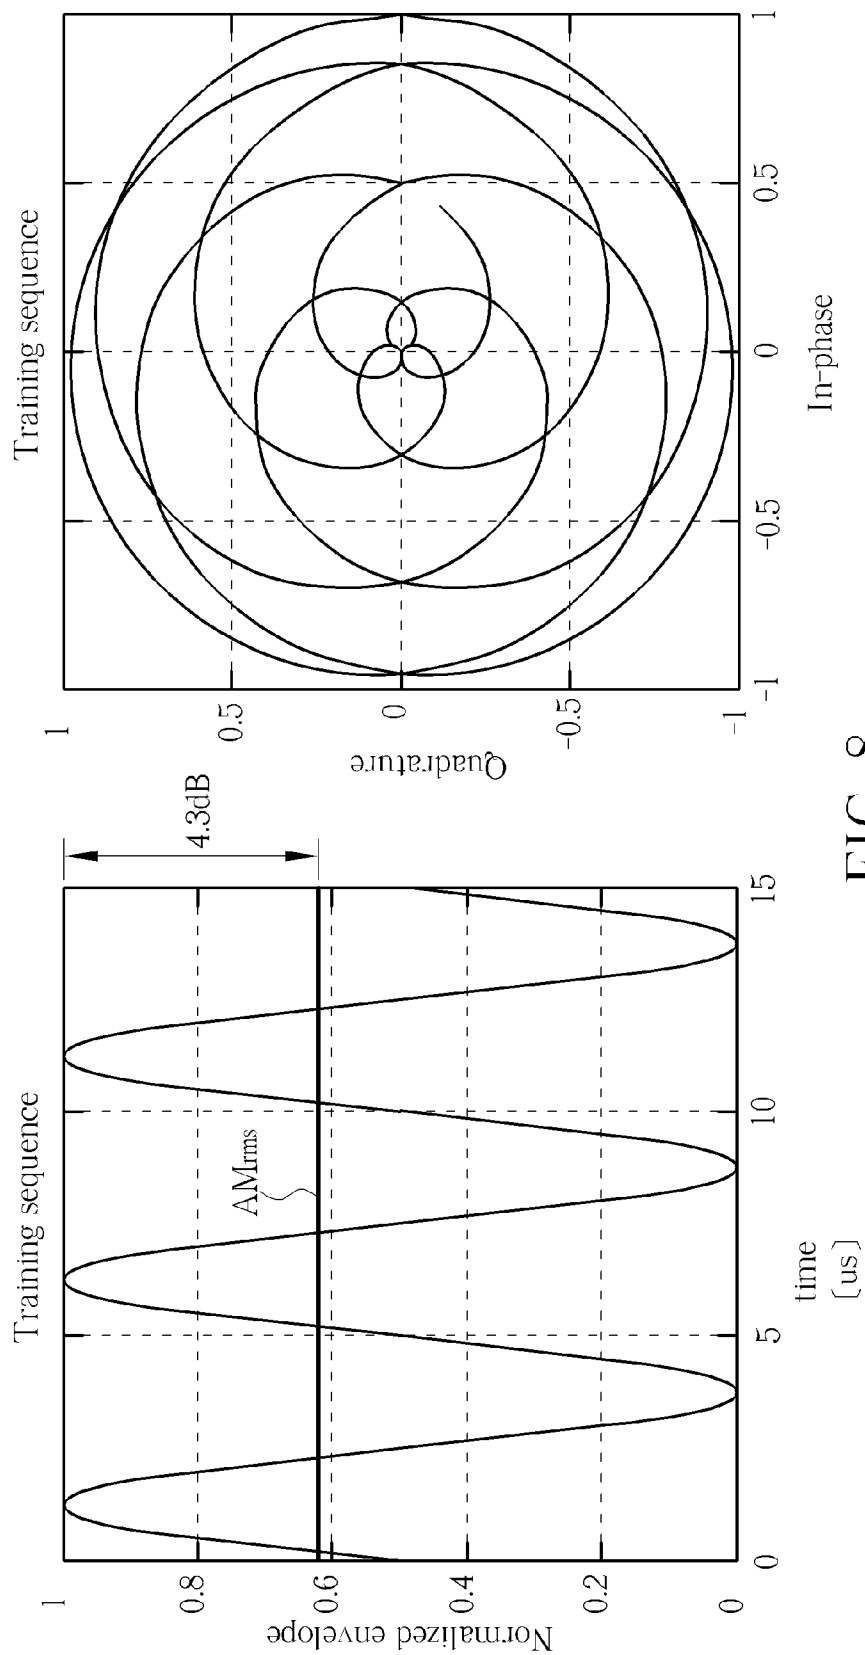 Training sequence
Normalized envelope
1
0.8
0.6
0.4
0.2
0
0
5
10
15
time
[us]
AMrms
4.3dB
Training sequence
Quadrature
1
0.5
0
-0.5
-1
-1
-0.5
0
0.5
1
In-phase
FIG. 8